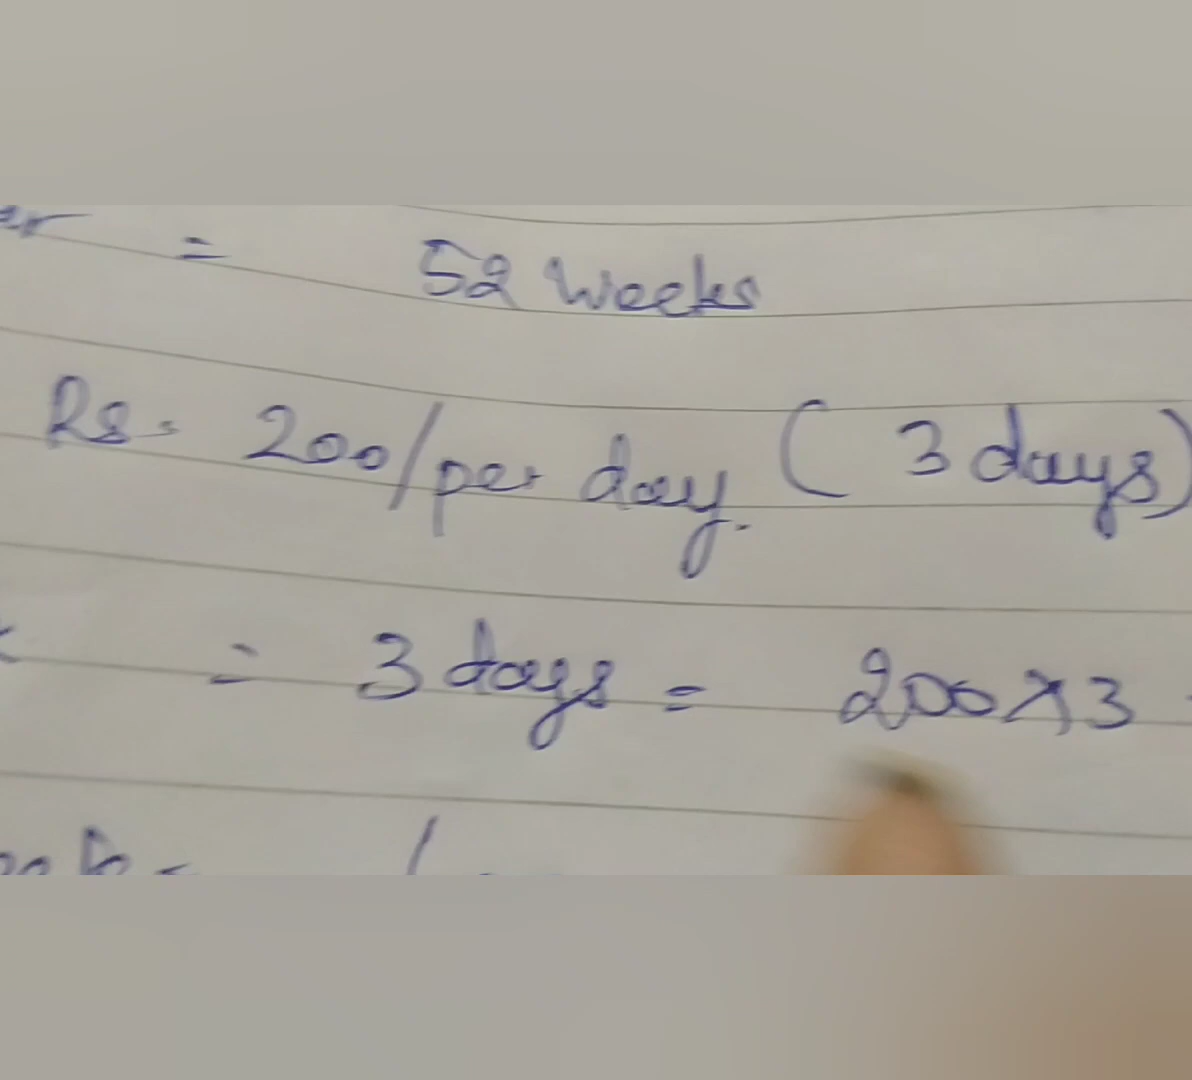 = 52 weeks
Rs. 200/per day. (3 days)
= 3 days = 200 × 3